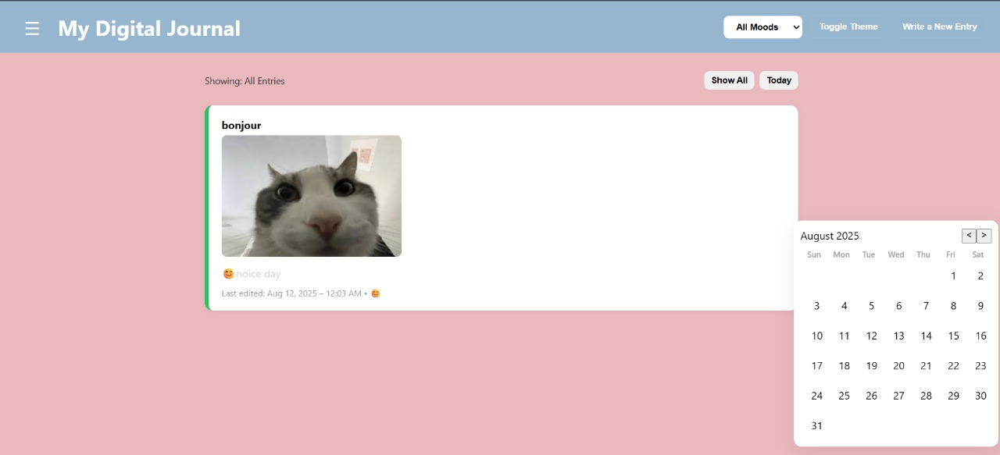 ☰ My Digital Journal All Moods Toggle Theme Write a New Entry
Showing: All Entries Show All Today
bonjour
😊 noice day
Last edited: Aug 12, 2025 – 12:03 AM • 😊
August 2025 < >
Sun Mon Tue Wed Thu Fri Sat
1 2
3 4 5 6 7 8 9
10 11 12 13 14 15 16
17 18 19 20 21 22 23
24 25 26 27 28 29 30
31